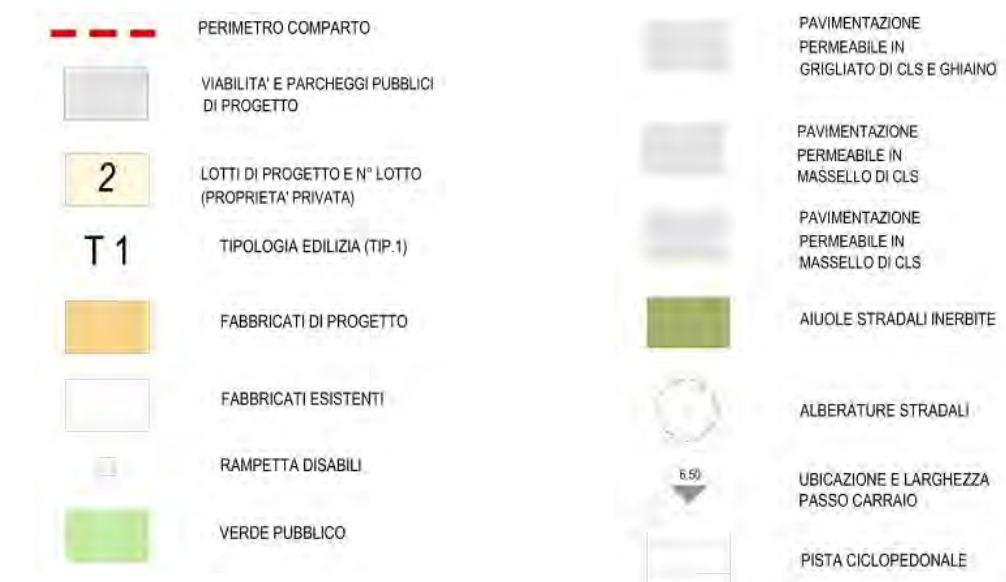 PERIMETRO COMPARTO
VIABILITA' E PARCHEGGI PUBBLICI
DI PROGETTO
2
LOTTI DI PROGETTO E N° LOTTO
(PROPRIETA' PRIVATA)
T 1
TIPOLOGIA EDILIZIA (TIP.1)
FABBRICATI DI PROGETTO
FABBRICATI ESISTENTI
RAMPETTA DISABILI
VERDE PUBBLICO
PAVIMENTAZIONE
PERMEABILE IN
GRIGLIATO DI CLS E GHIAINO
PAVIMENTAZIONE
PERMEABILE IN
MASSELLO DI CLS
PAVIMENTAZIONE
PERMEABILE IN
MASSELLO DI CLS
AIUOLE STRADALI INERBITE
ALBERATURE STRADALI
6.50
UBICAZIONE E LARGHEZZA
PASSO CARRAIO
PISTA CICLOPEDONALE